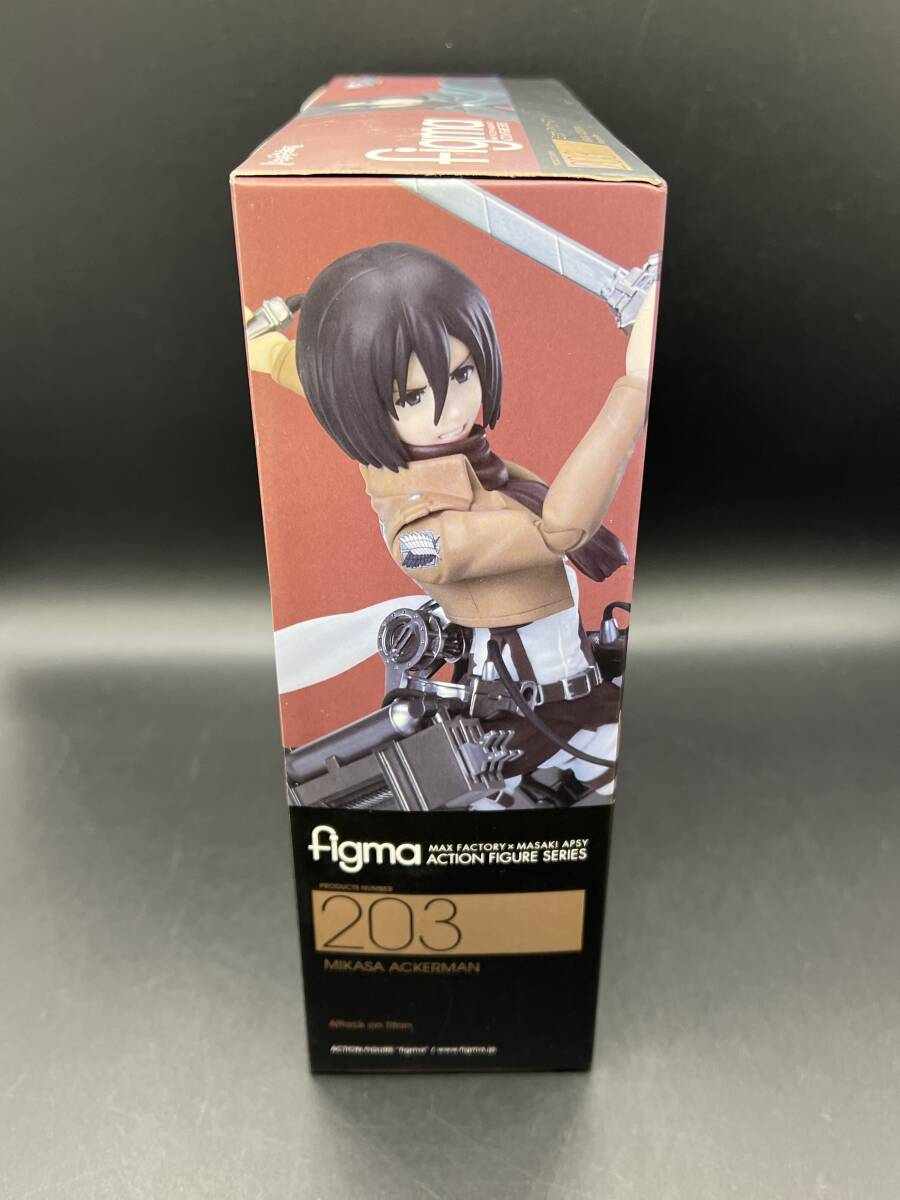 figma
figma
MAX FACTORY × MASAKI APSY
ACTION FIGURE SERIES
PRODUCTS NUMBER
203
MIKASA ACKERMAN
Attack on Titan
ACTION FIGURE "figma" / www.figma.jp